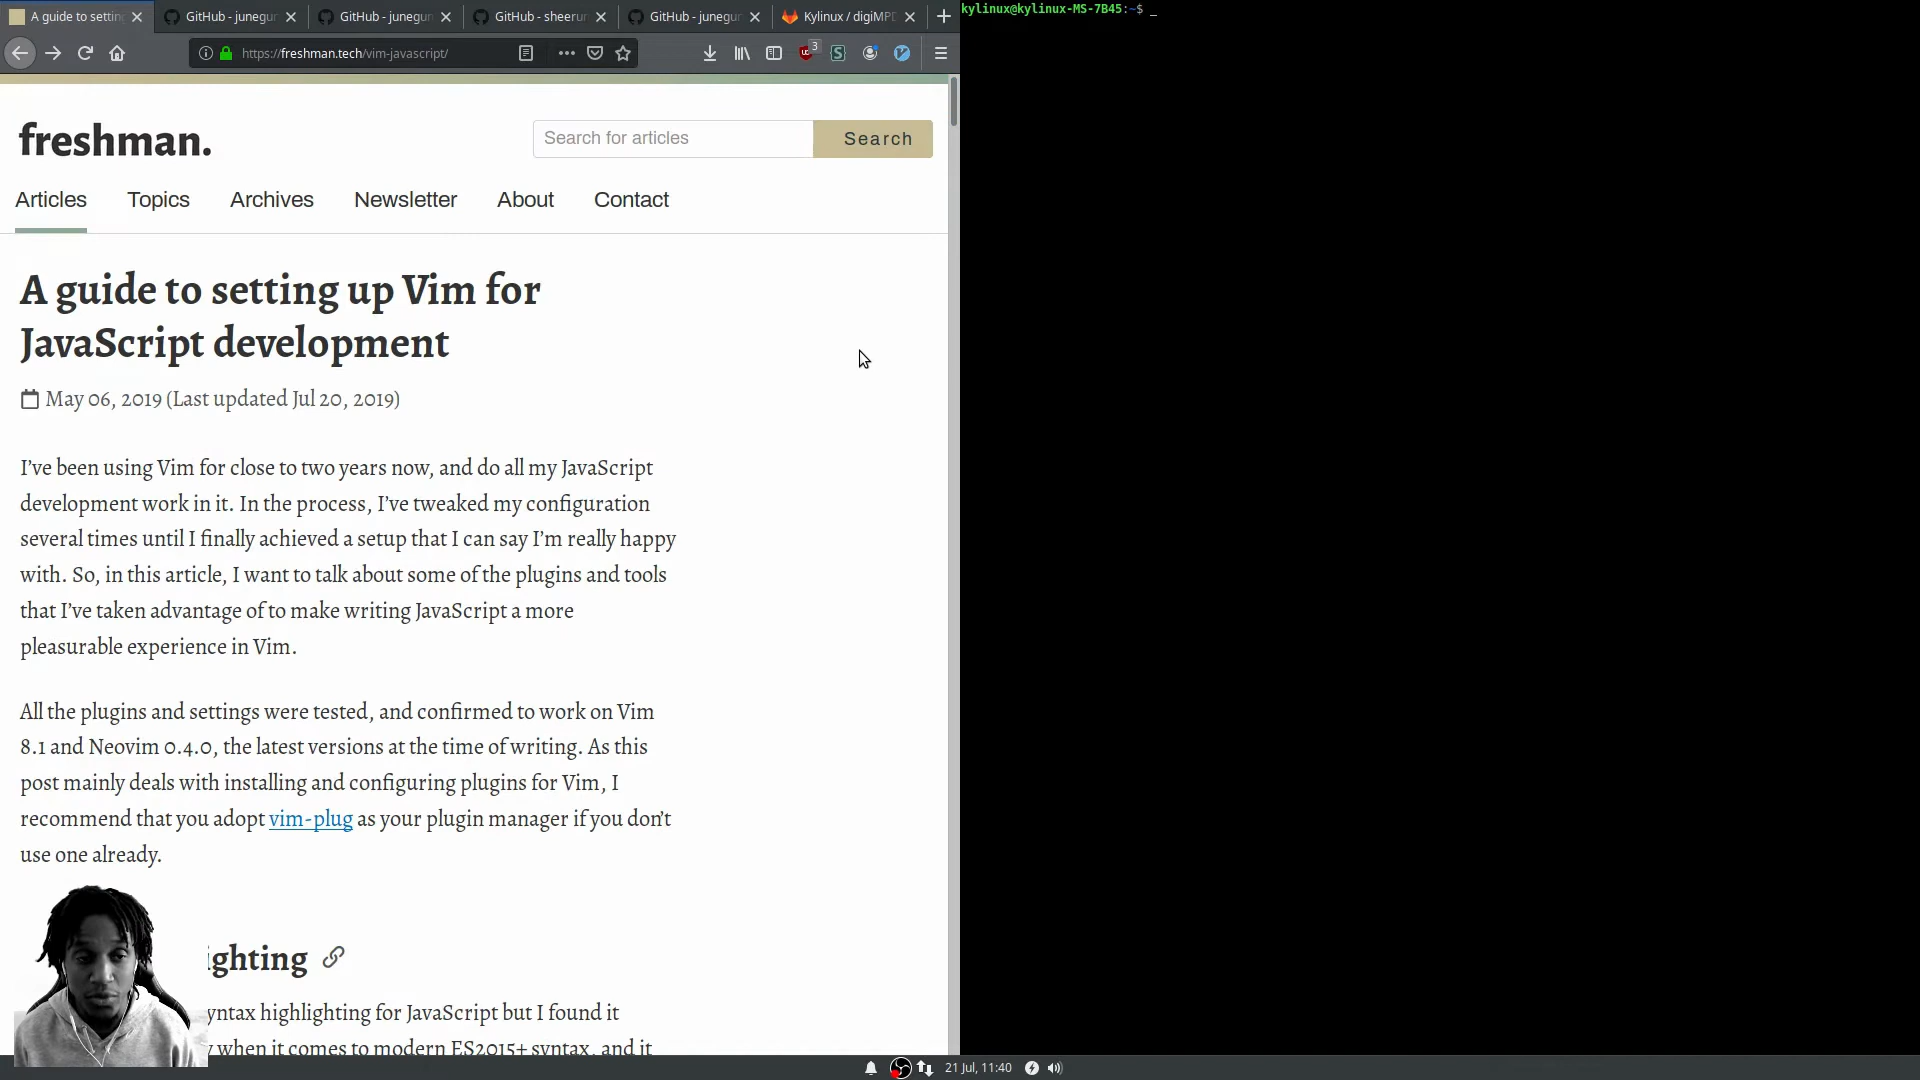 A guide to setting
GitHub - junegun
GitHub - junegun
GitHub - sheerun
GitHub - junegun
Kylinux / digiMPD
https://freshman.tech/vim-javascript/
3
kylinux@kylinux-MS-7B45:~$ _
freshman.
Search for articles
Search
Articles
Topics
Archives
Newsletter
About
Contact
A guide to setting up Vim for
JavaScript development
May 06, 2019 (Last updated Jul 20, 2019)
I’ve been using Vim for close to two years now, and do all my JavaScript
development work in it. In the process, I’ve tweaked my configuration
several times until I finally achieved a setup that I can say I’m really happy
with. So, in this article, I want to talk about some of the plugins and tools
that I’ve taken advantage of to make writing JavaScript a more
pleasurable experience in Vim.
All the plugins and settings were tested, and confirmed to work on Vim
8.1 and Neovim 0.4.0, the latest versions at the time of writing. As this
post mainly deals with installing and configuring plugins for Vim, I
recommend that you adopt vim-plug as your plugin manager if you don’t
use one already.
ighting
yntax highlighting for JavaScript but I found it
when it comes to modern ES2015+ syntax, and it
21 Jul, 11:40